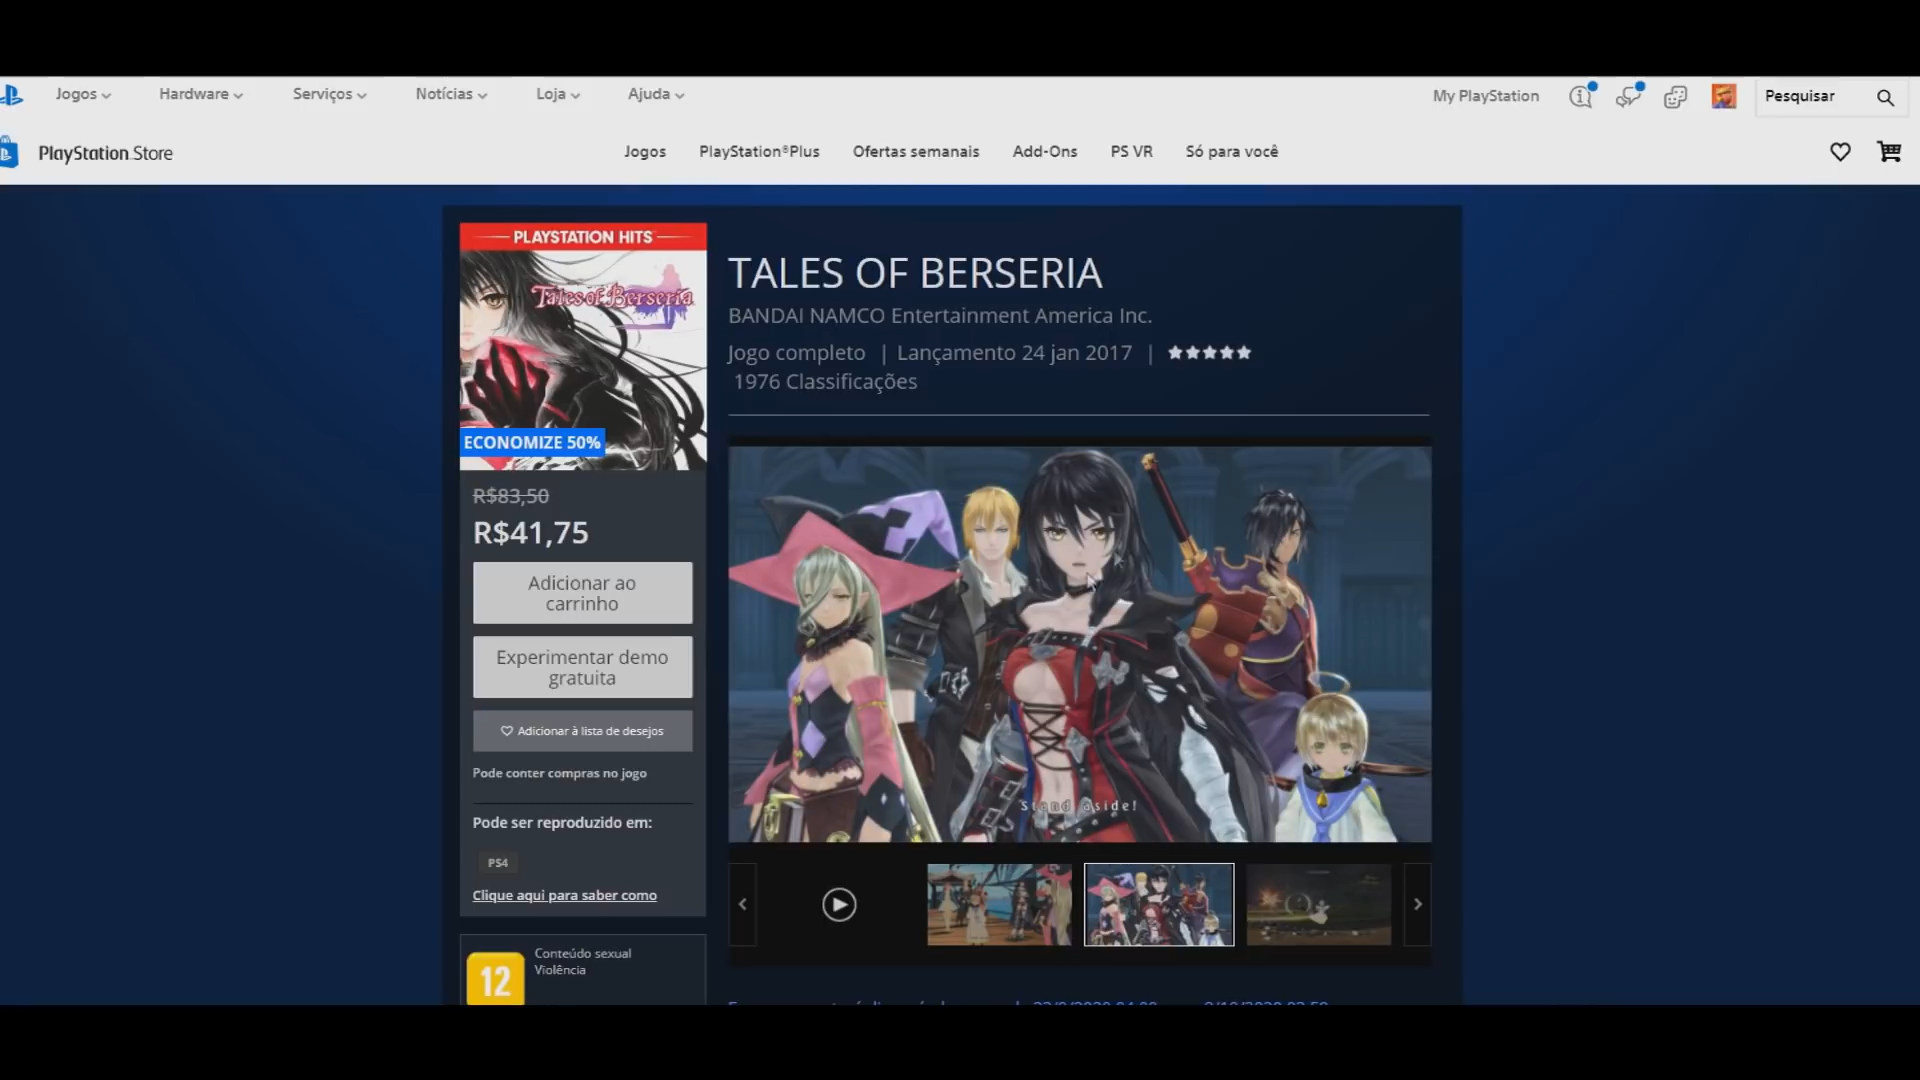 Jogos
Hardware
Serviços
Notícias
Loja
Ajuda
My PlayStation
Pesquisar
PlayStation Store
Jogos
PlayStation®Plus
Ofertas semanais
Add-Ons
PS VR
Só para você
PLAYSTATION HITS
Tales of Berseria
ECONOMIZE 50%
R$83,50
R$41,75
Adicionar ao
carrinho
Experimentar demo
gratuita
Adicionar à lista de desejos
Pode conter compras no jogo
Pode ser reproduzido em:
PS4
Clique aqui para saber como
12
Conteúdo sexual
Violência
TALES OF BERSERIA
BANDAI NAMCO Entertainment America Inc.
Jogo completo | Lançamento 24 jan 2017 | ★★★★★
1976 Classificações
Stand aside!